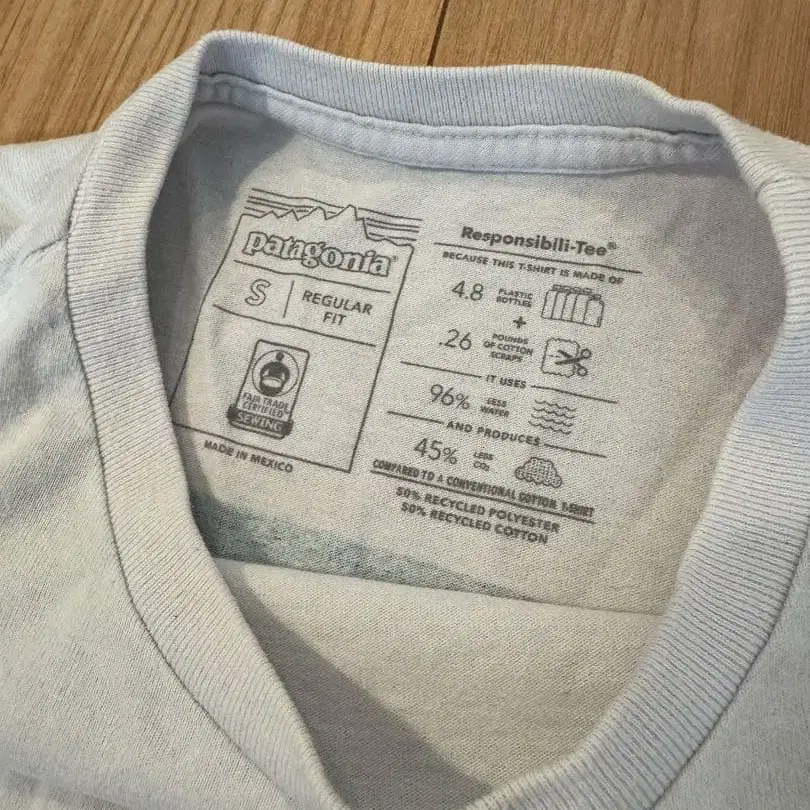 patagonia®
S
REGULAR
FIT
FAIR TRADE
CERTIFIED™
SEWING
MADE IN MEXICO
Responsibili-Tee®
BECAUSE THIS T-SHIRT IS MADE OF
4.8 PLASTIC
BOTTLES
+
.26 POUNDS
OF COTTON
SCRAPS
IT USES
96% LESS
WATER
AND PRODUCES
45% LESS
CO₂
COMPARED TO A CONVENTIONAL COTTON T-SHIRT
50% RECYCLED POLYESTER
50% RECYCLED COTTON